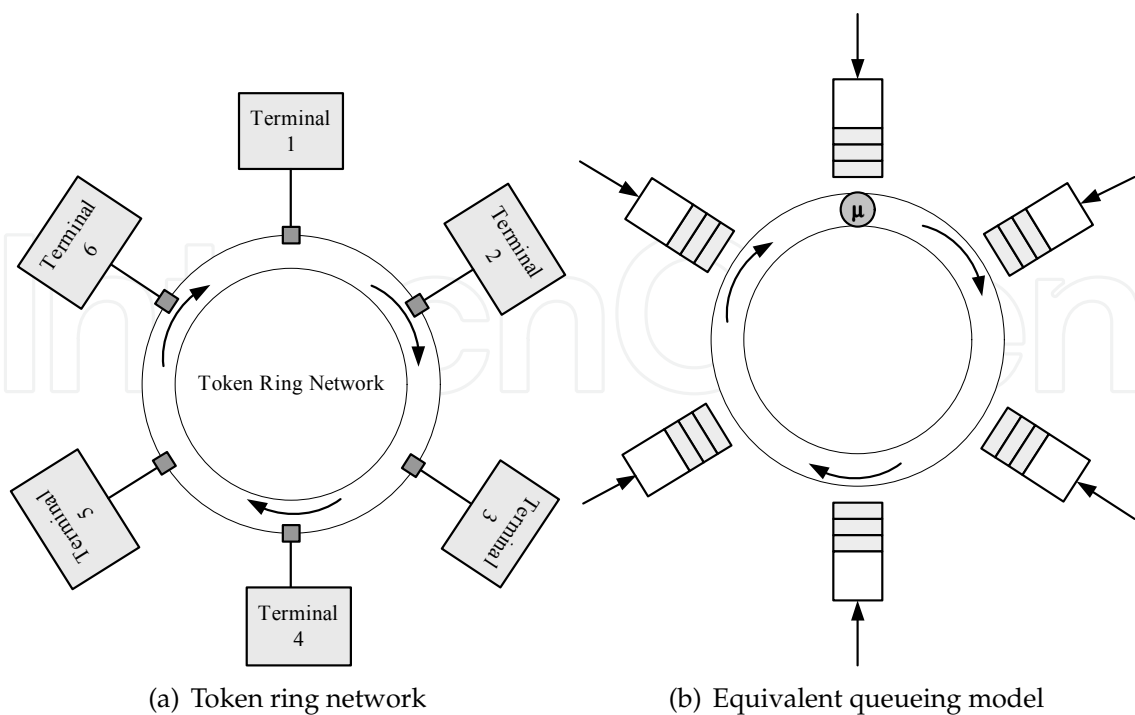 Terminal
1
Terminal
2
Terminal
3
Terminal
4
Terminal
5
Terminal
6
Token Ring Network
μ
(a) Token ring network
(b) Equivalent queueing model
IntechOpen